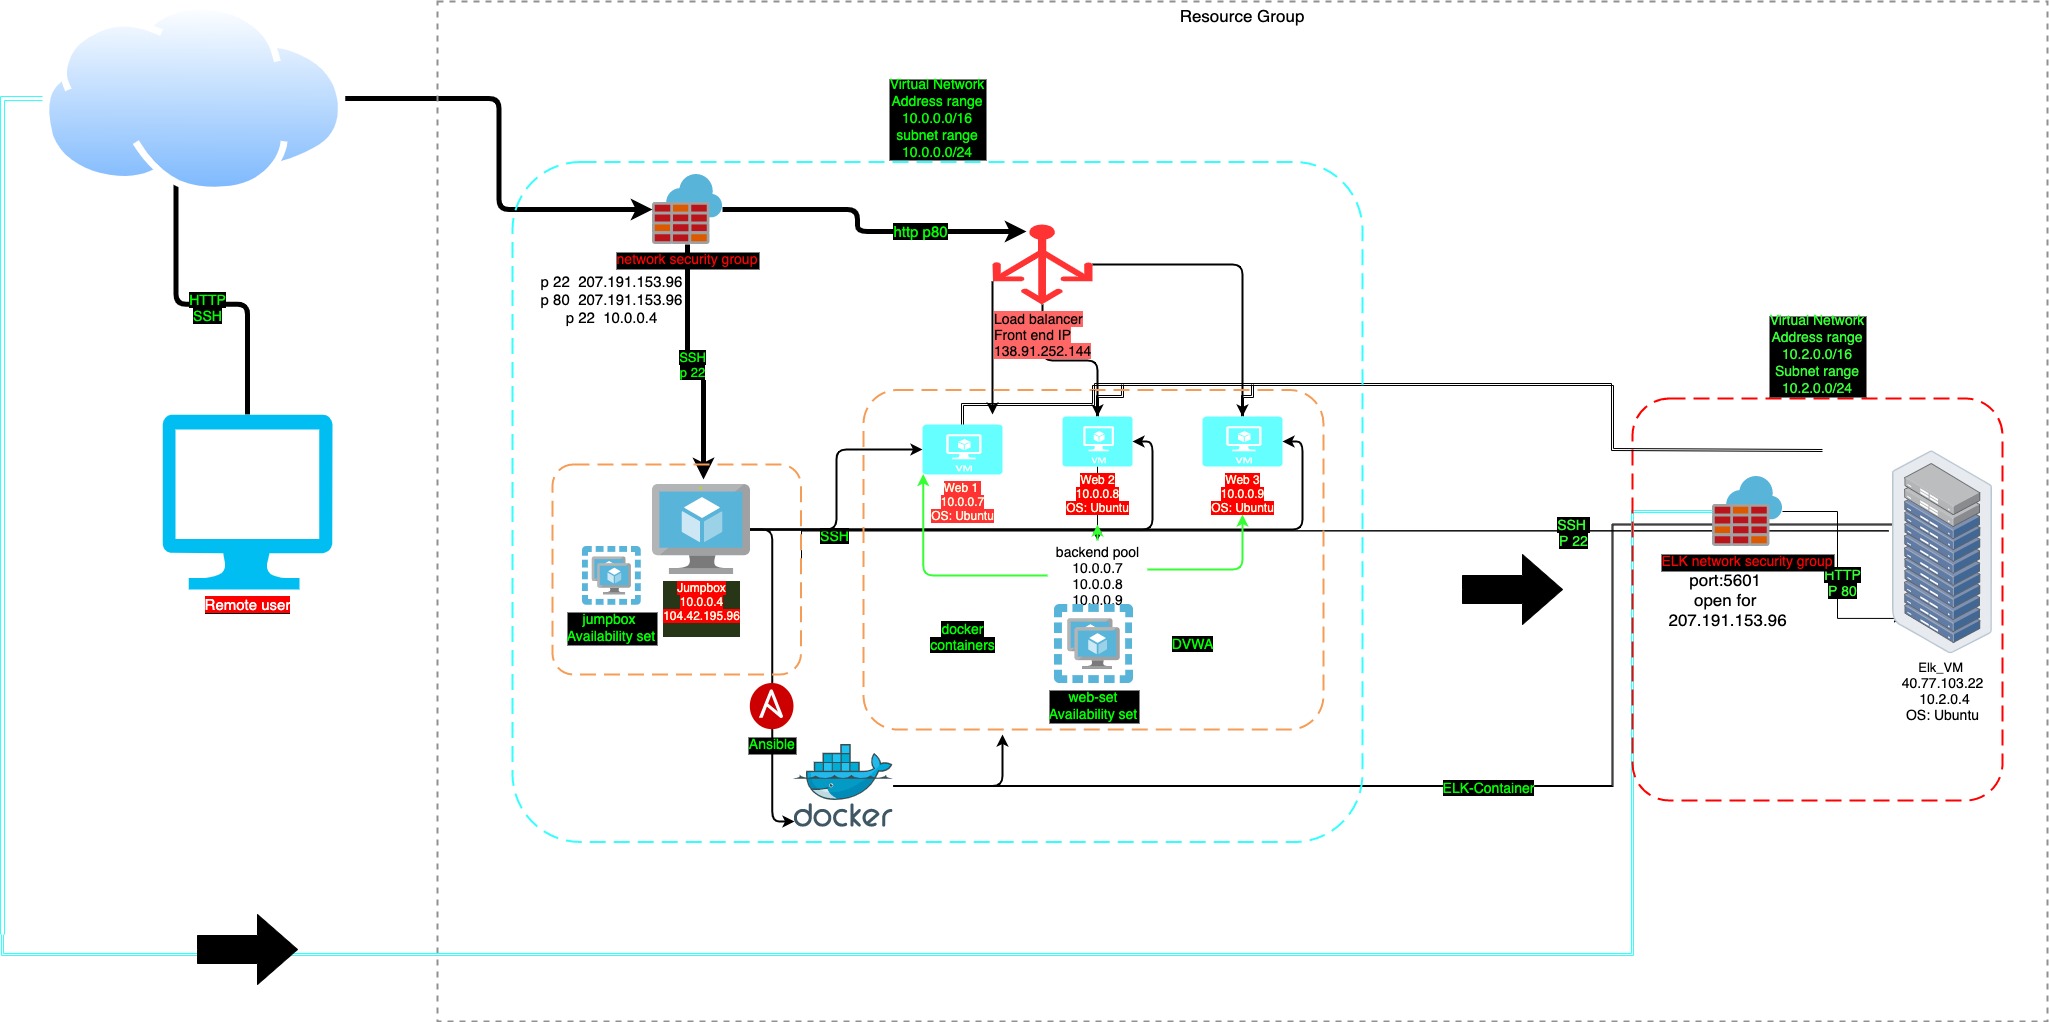 Resource Group
Virtual Network
Address range
10.0.0.0/16
subnet range
10.0.0.0/24
http p80
network security group
p 22  207.191.153.96
p 80  207.191.153.96
p 22  10.0.0.4
HTTP
SSH
Load balancer
Front end IP
138.91.252.144
SSH
p 22
Virtual Network
Address range
10.2.0.0/16
Subnet range
10.2.0.0/24
VM
VM
VM
Web 1
10.0.0.7
OS: Ubuntu
Web 2
10.0.0.8
OS: Ubuntu
Web 3
10.0.0.9
OS: Ubuntu
SSH
SSH
P 22
backend pool
10.0.0.7
10.0.0.8
10.0.0.9
ELK network security group
port:5601
open for
207.191.153.96
HTTP
P 80
Remote user
Jumpbox
10.0.0.4
104.42.195.96
jumpbox
Availability set
docker
containers
DVWA
Elk_VM
40.77.103.22
10.2.0.4
OS: Ubuntu
web-set
Availability set
A
Ansible
docker
ELK-Container